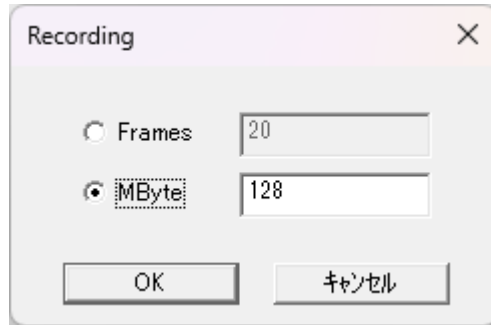 Recording
Frames 20
MByte 128
OK ｷｬﾝｾﾙ